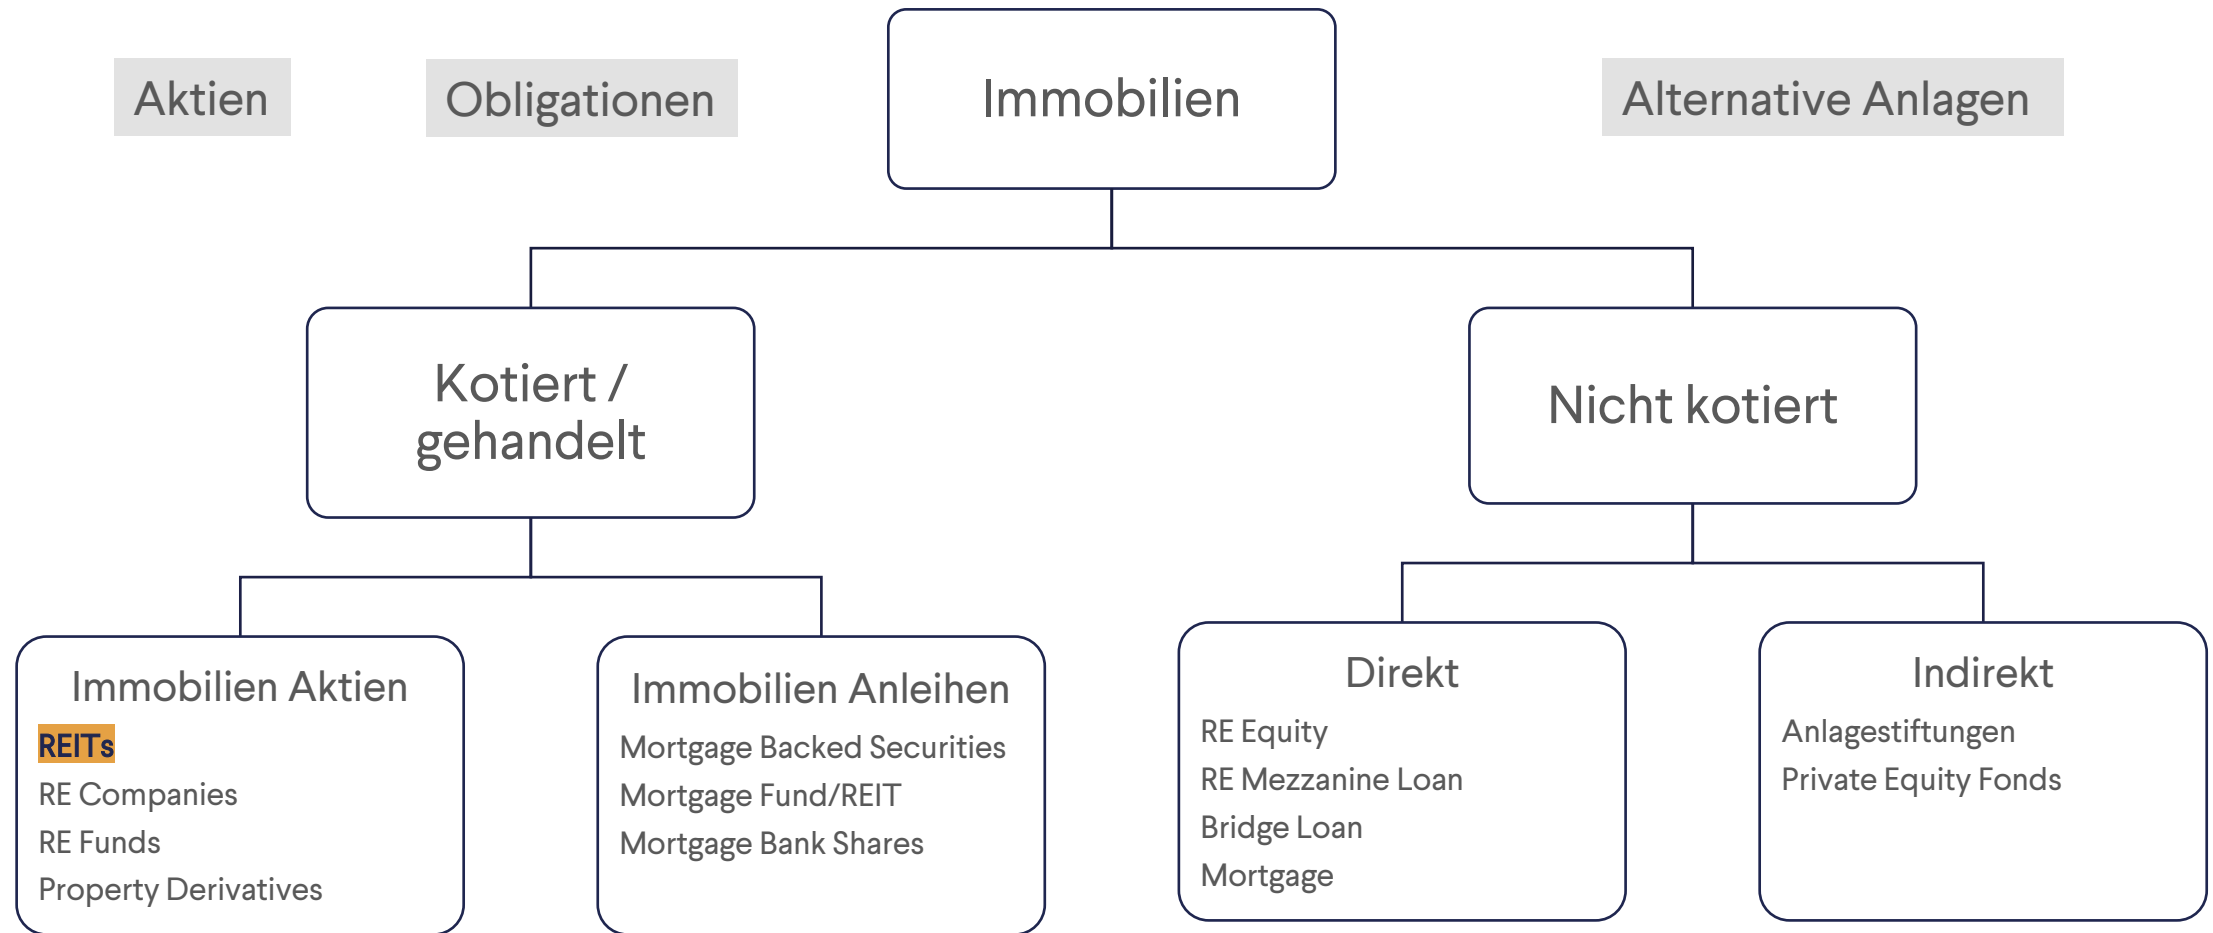 Aktien
Obligationen
Immobilien
Alternative Anlagen
Kotiert /
gehandelt
Nicht kotiert
Immobilien Aktien
REITs
RE Companies
RE Funds
Property Derivatives
Immobilien Anleihen
Mortgage Backed Securities
Mortgage Fund/REIT
Mortgage Bank Shares
Direkt
RE Equity
RE Mezzanine Loan
Bridge Loan
Mortgage
Indirekt
Anlagestiftungen
Private Equity Fonds